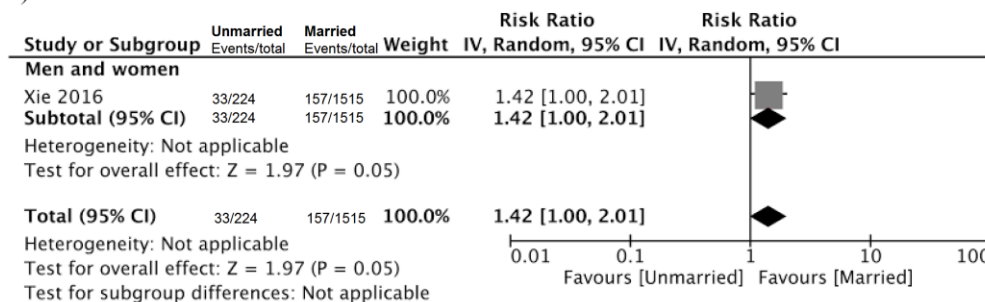 Risk Ratio Risk Ratio
Unmarried Married
Study or Subgroup Events/total Events/total Weight IV, Random, 95% CI IV, Random, 95% CI
Men and women
Xie 2016 33/224 157/1515 100.0% 1.42 [1.00, 2.01]
Subtotal (95% CI) 33/224 157/1515 100.0% 1.42 [1.00, 2.01]
Heterogeneity: Not applicable
Test for overall effect: Z = 1.97 (P = 0.05)
Total (95% CI) 33/224 157/1515 100.0% 1.42 [1.00, 2.01]
Heterogeneity: Not applicable
0.01 0.1 1 10 100
Test for overall effect: Z = 1.97 (P = 0.05)
Favours [Unmarried] Favours [Married]
Test for subgroup differences: Not applicable